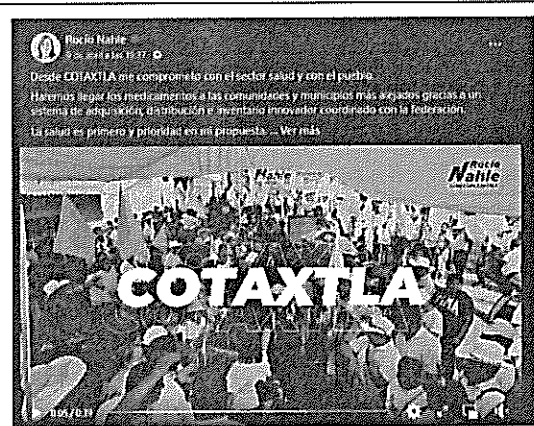 Rocío Nahle
Desde COTAXTLA me comprometo con el sector salud y con el pueblo.
Haremos llegar los medicamentos a las comunidades y municipios más alejados gracias a un
sistema de adquisición, distribución e inventario innovador coordinado con la federación.
La salud es primero y prioridad en mi propuesta. ... Ver más
Nahle
Rocío
Nahle
COTAXTLA